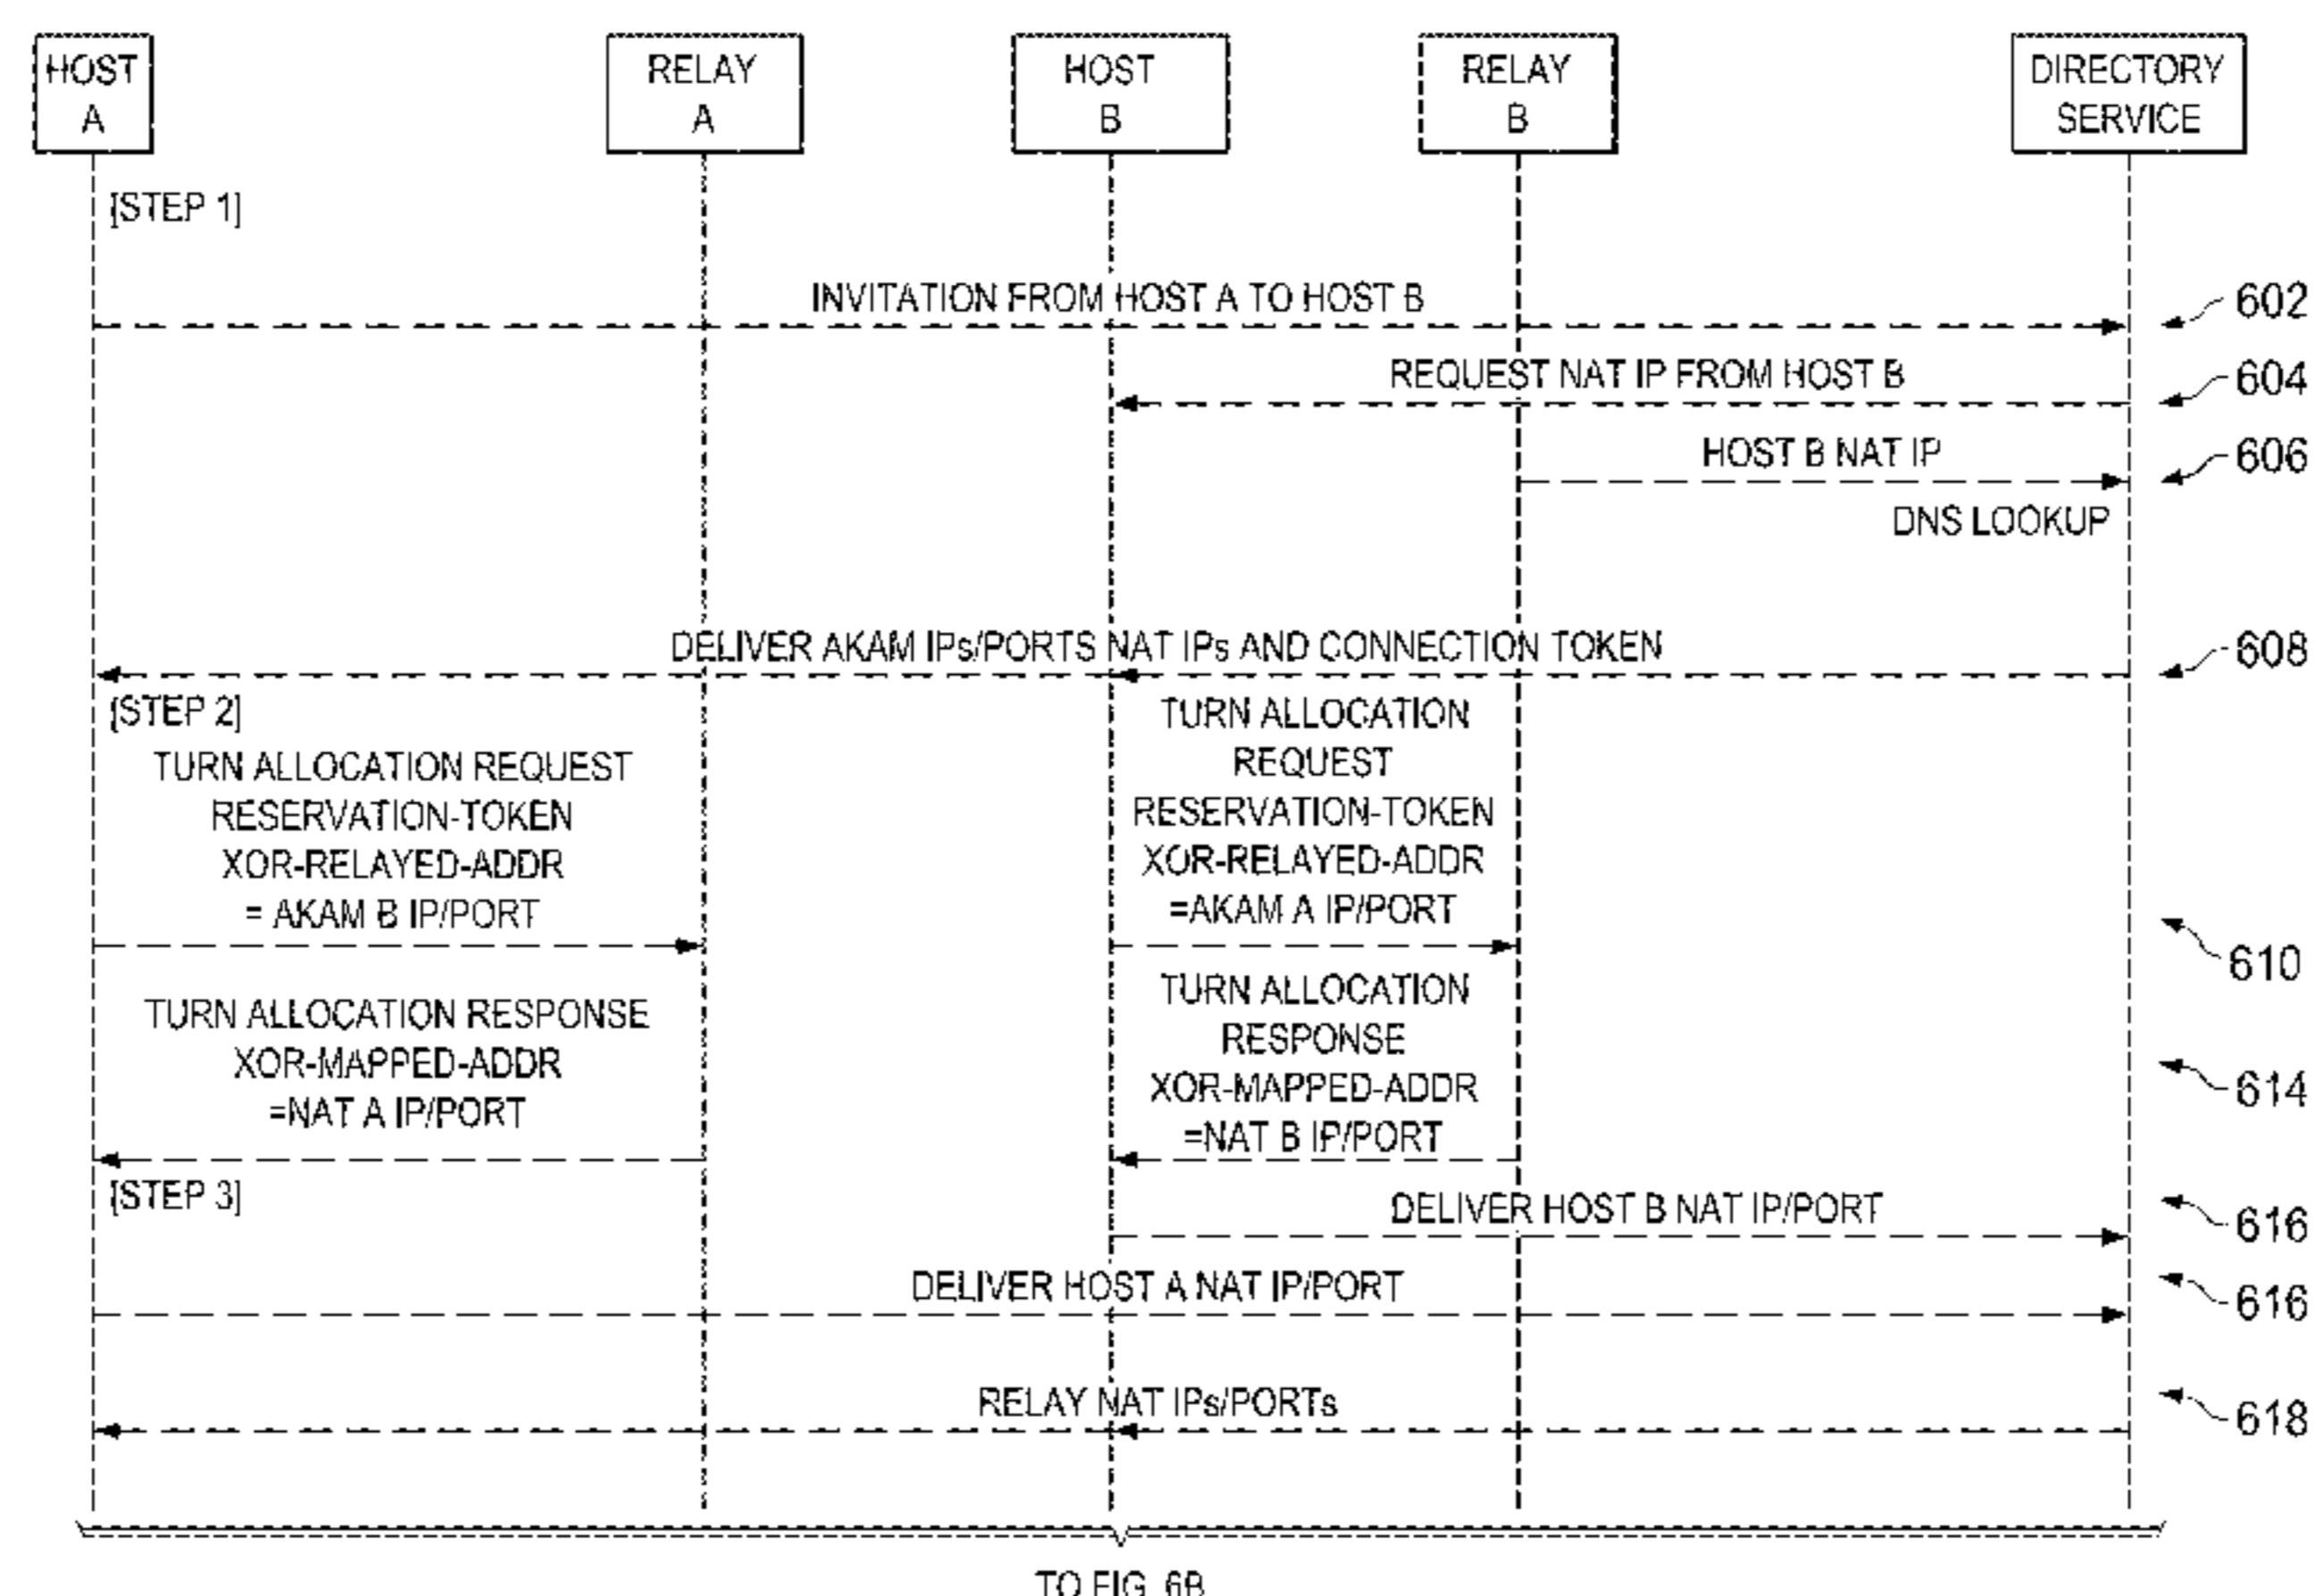 HOST
A
RELAY
A
HOST
B
RELAY
B
DIRECTORY
SERVICE
[STEP 1]
INVITATION FROM HOST A TO HOST B
602
REQUEST NAT IP FROM HOST B
604
HOST B NAT IP
606
DNS LOOKUP
DELIVER AKAM IPs/PORTS NAT IPs AND CONNECTION TOKEN
608
[STEP 2]
TURN ALLOCATION REQUEST
RESERVATION-TOKEN
XOR-RELAYED-ADDR
= AKAM B IP/PORT
TURN ALLOCATION
REQUEST
RESERVATION-TOKEN
XOR-RELAYED-ADDR
=AKAM A IP/PORT
610
TURN ALLOCATION RESPONSE
XOR-MAPPED-ADDR
=NAT A IP/PORT
TURN ALLOCATION
RESPONSE
XOR-MAPPED-ADDR
=NAT B IP/PORT
614
[STEP 3]
DELIVER HOST B NAT IP/PORT
616
DELIVER HOST A NAT IP/PORT
616
RELAY NAT IPs/PORTs
618
TO FIG. 6B